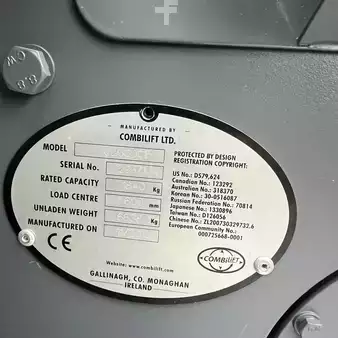 8.8
CW
MANUFACTURED BY
COMBILIFT LTD.
MODEL
SERIAL No.
RATED CAPACITY Kg
LOAD CENTRE mm
UNLADEN WEIGHT Kg
MANUFACTURED ON
CE
PROTECTED BY DESIGN
REGISTRATION COPYRIGHT:
US No.: D579,624
Canadian No.: 123292
Australian No.: 318370
Korean No.: 30-0516087
Russian Federation No.: 70814
Japanese No.: 1330896
Taiwan No.: D126056
Chinese No.: ZL200730329732.6
European Community No.:
000725668-0001
COMBILIFT
Website: www.combilift.com
GALLINAGH, CO. MONAGHAN
IRELAND